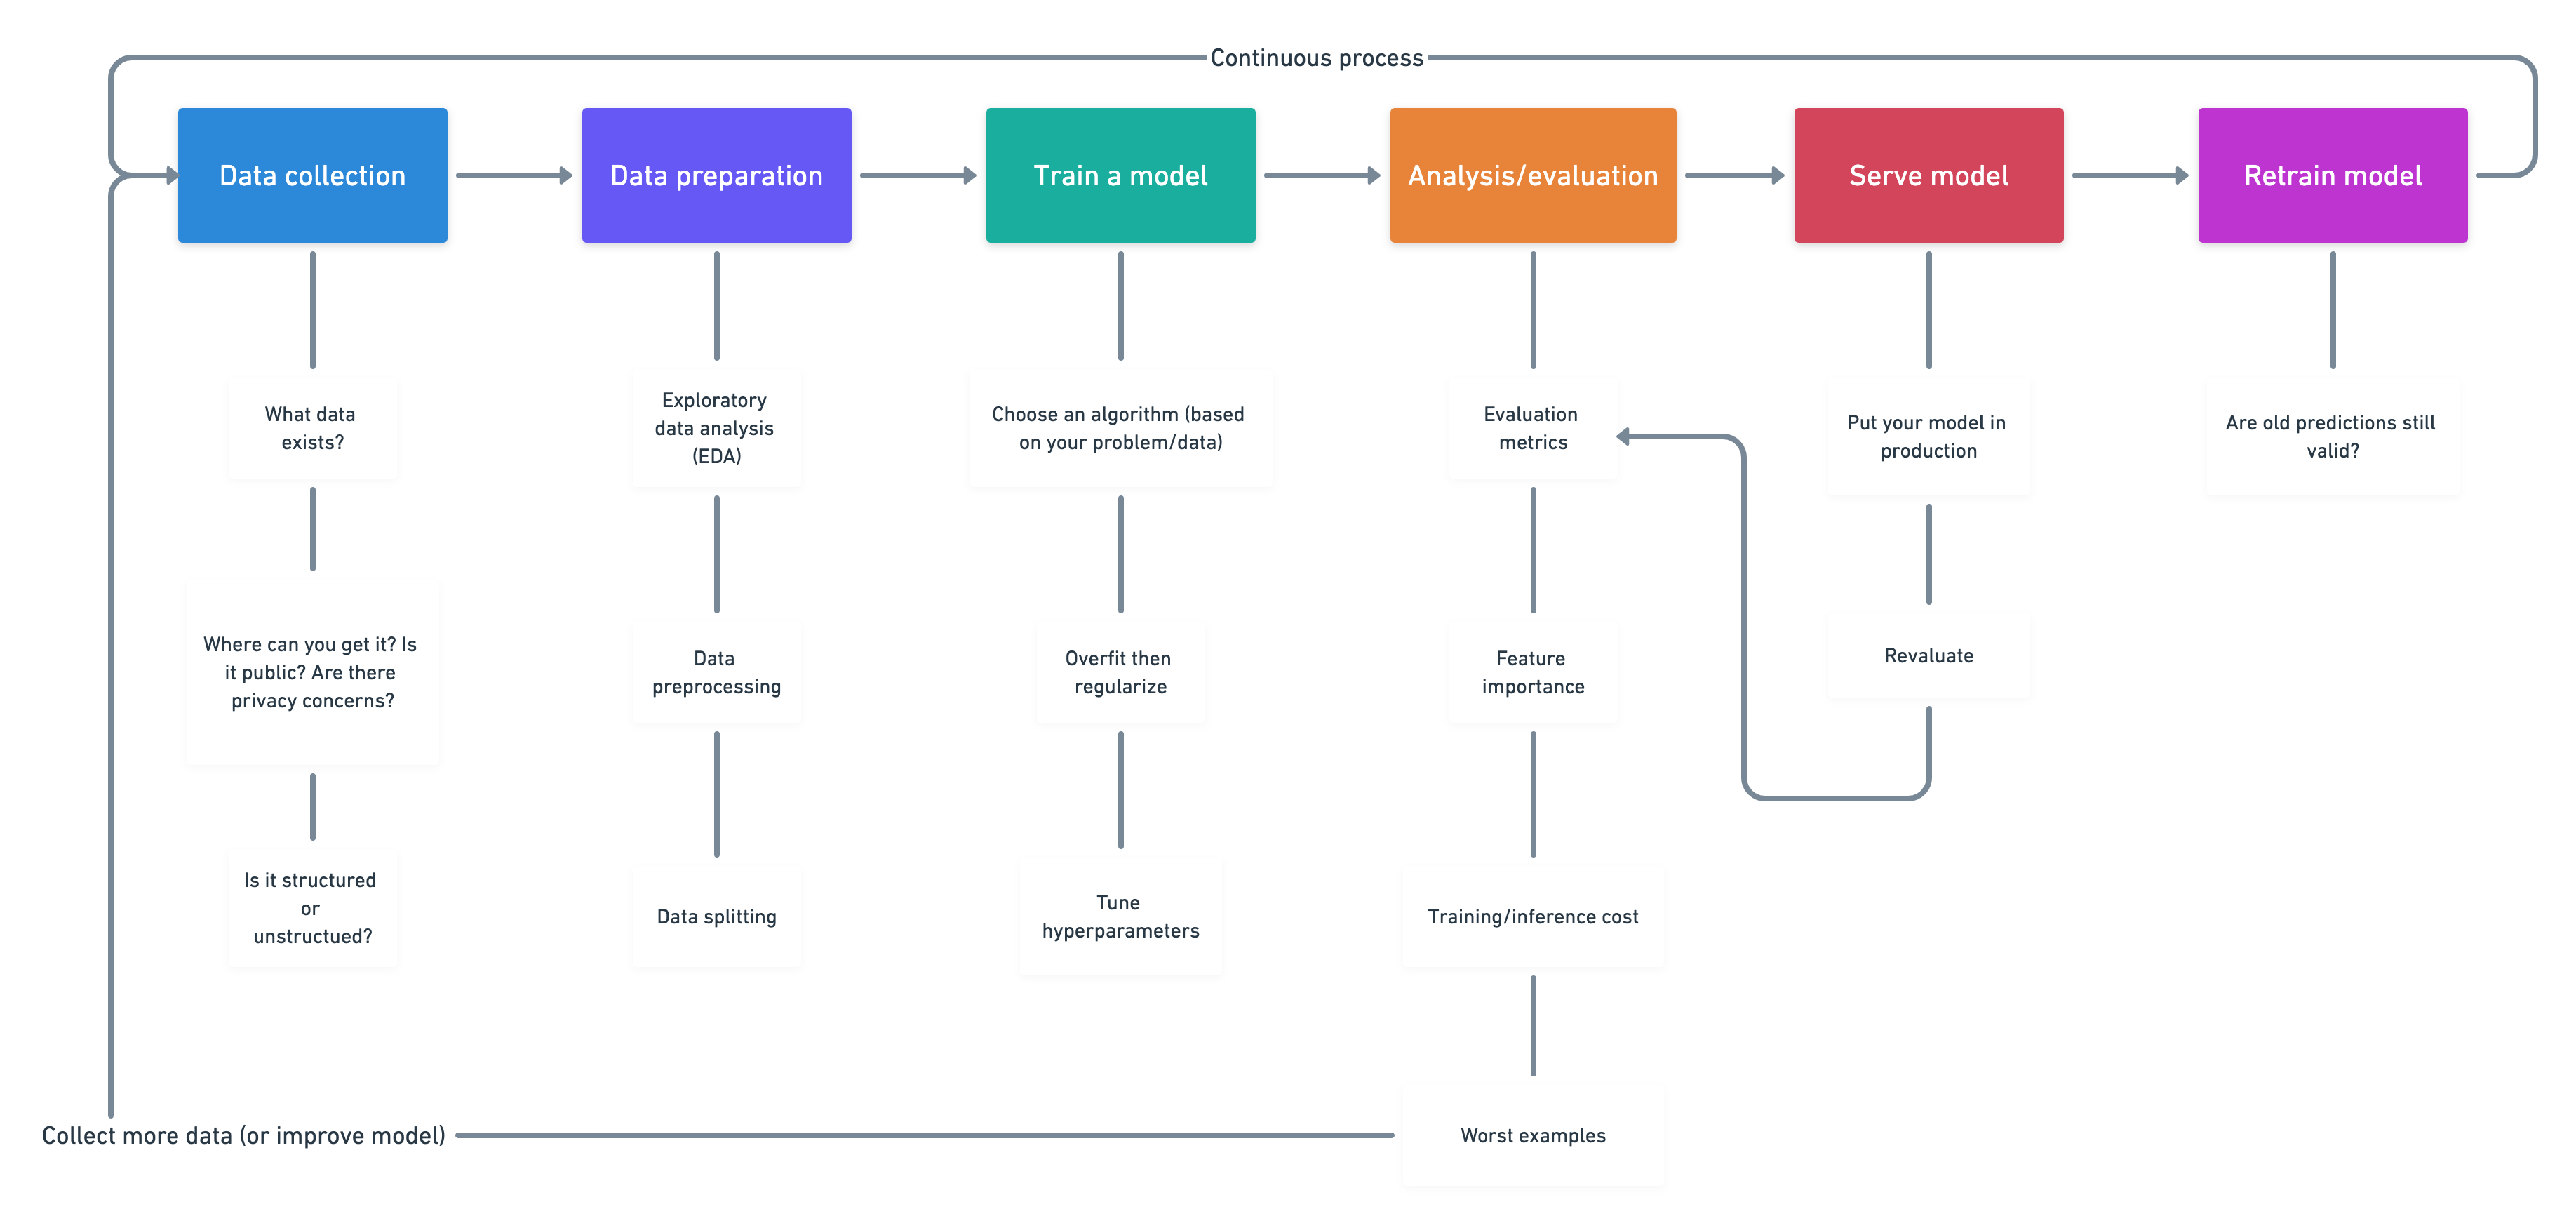 Continuous process
Data collection
Data preparation
Train a model
Analysis/evaluation
Serve model
Retrain model
What data
exists?
Where can you get it? Is
it public? Are there
privacy concerns?
Is it structured
or
unstructued?
Exploratory
data analysis
(EDA)
Data
preprocessing
Data splitting
Choose an algorithm (based
on your problem/data)
Overfit then
regularize
Tune
hyperparameters
Evaluation
metrics
Feature
importance
Training/inference cost
Worst examples
Put your model in
production
Revaluate
Are old predictions still
valid?
Collect more data (or improve model)